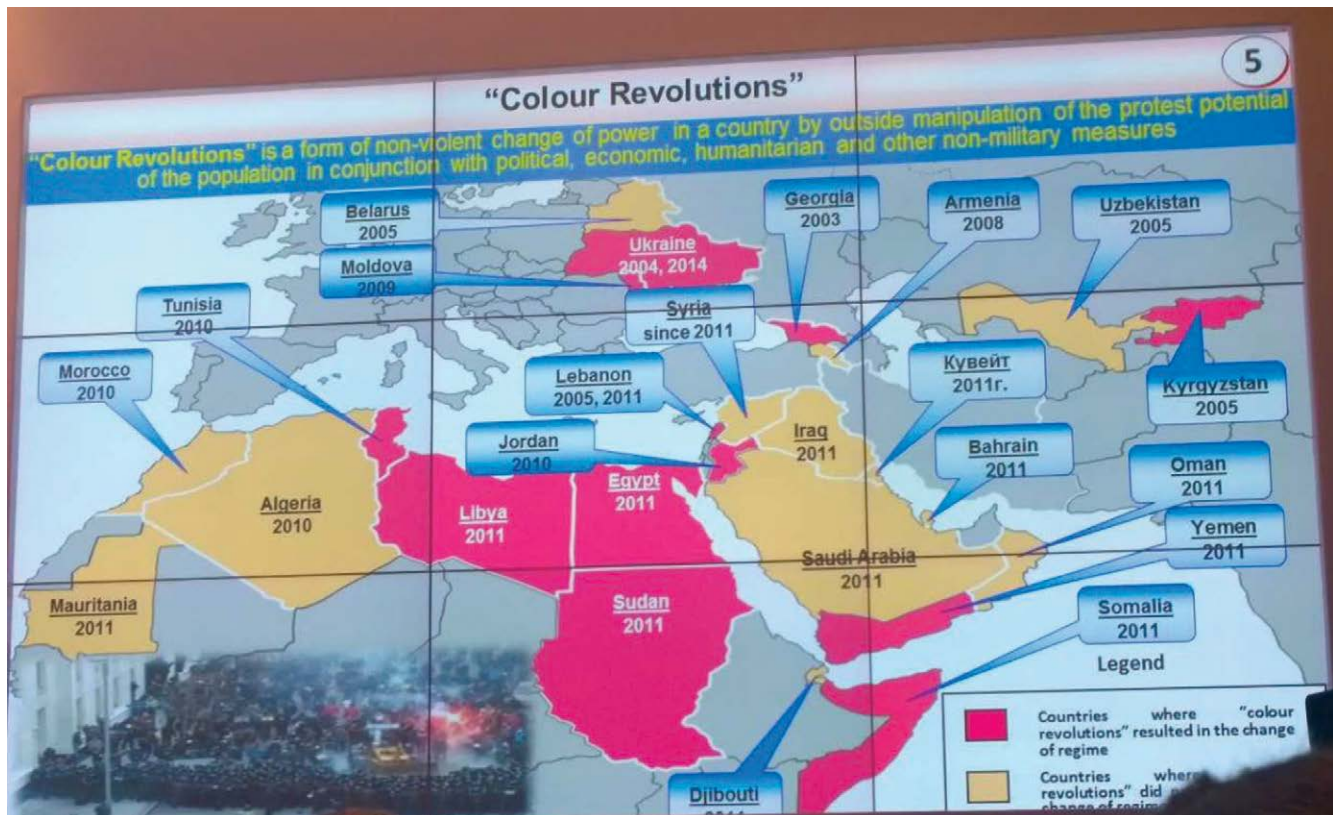 5
“Colour Revolutions”
“Colour Revolutions” is a form of non-violent change of power in a country by outside manipulation of the protest potential
of the population in conjunction with political, economic, humanitarian and other non-military measures
Belarus
2005
Ukraine
2004, 2014
Moldova
2009
Georgia
2003
Armenia
2008
Uzbekistan
2005
Tunisia
2010
Syria
since 2011
Morocco
2010
Lebanon
2005, 2011
Кувейт
2011г.
Kyrgyzstan
2005
Jordan
2010
Iraq
2011
Bahrain
2011
Oman
2011
Algeria
2010
Libya
2011
Egypt
2011
Yemen
2011
Saudi Arabia
2011
Mauritania
2011
Sudan
2011
Somalia
2011
Legend
Countries where "colour
revolutions" resulted in the change
of regime
Countries
revolutions" did
change of regime
Djibouti